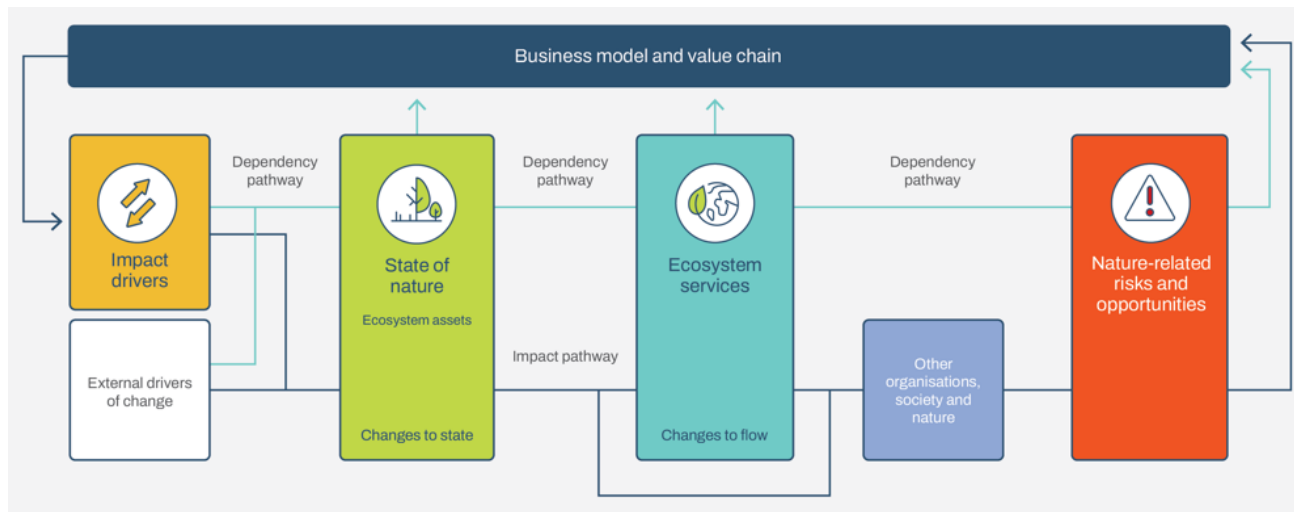 Business model and value chain
Dependency
pathway
Dependency
pathway
Dependency
pathway
Impact
drivers
State of
nature
Ecosystem assets
Ecosystem
services
Nature-related
risks and
opportunities
External drivers
of change
Impact pathway
Other
organisations,
society and
nature
Changes to state
Changes to flow